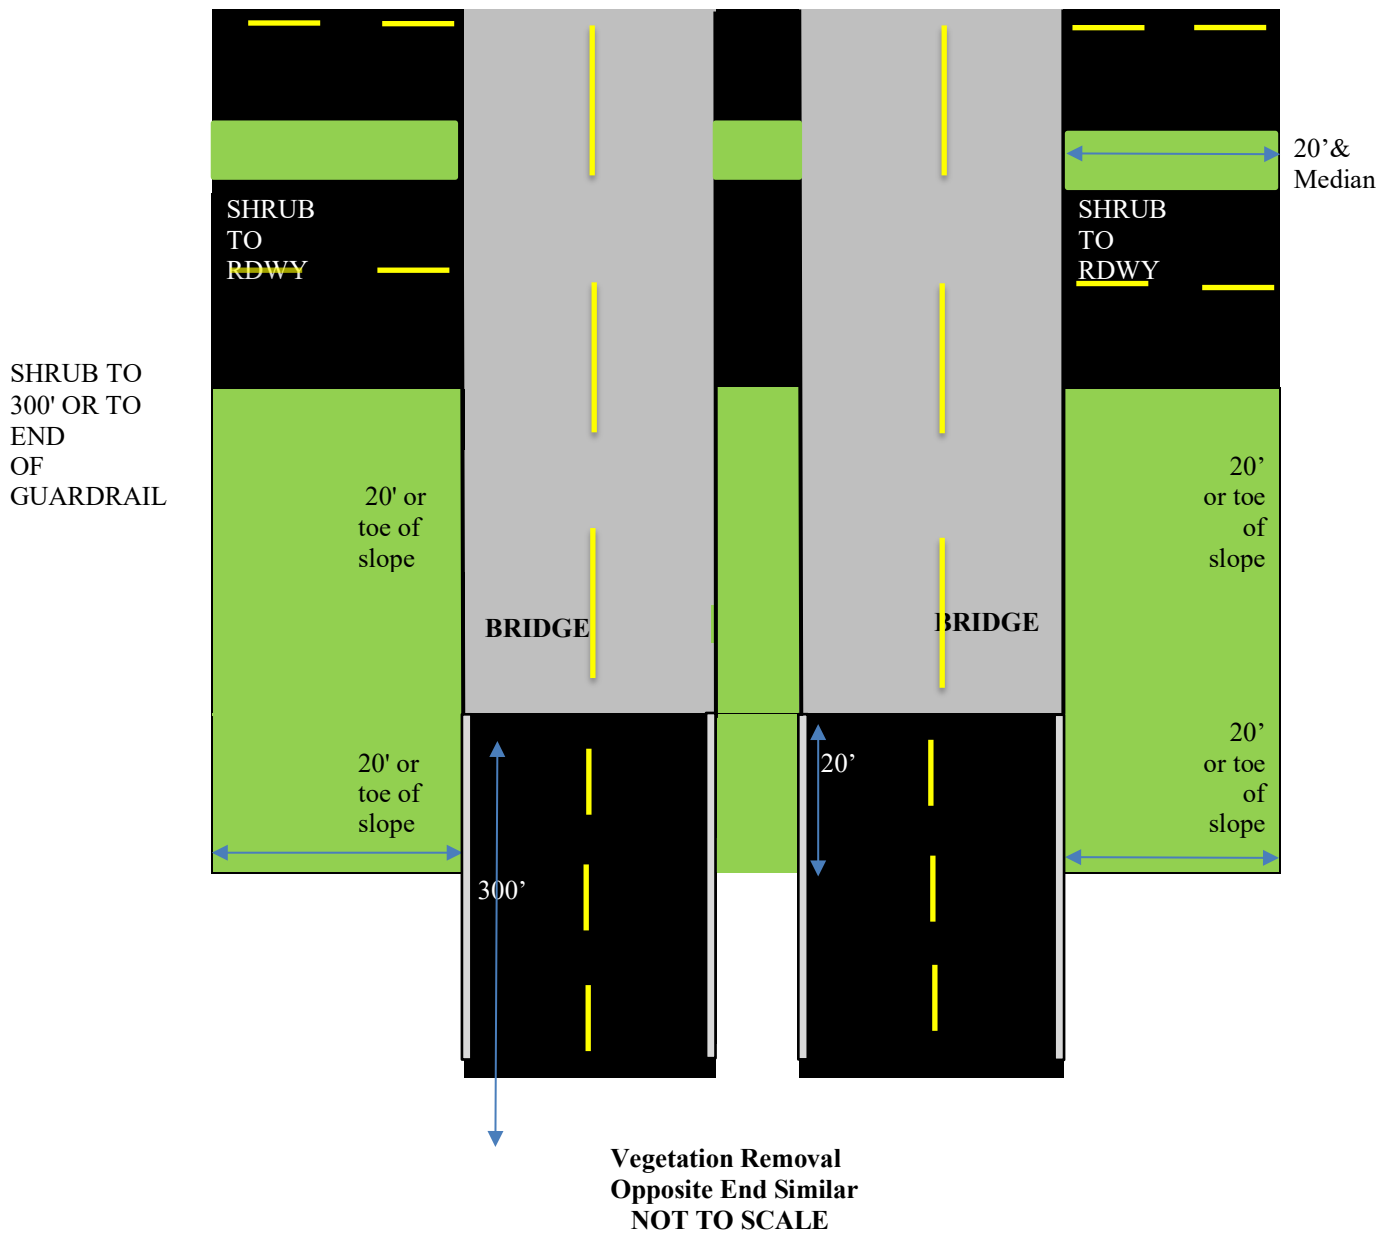 20’&
Median
SHRUB
TO
RDWY
SHRUB
TO
RDWY
SHRUB TO
300' OR TO
END
OF
GUARDRAIL
20' or
toe of
slope
20’
or toe
of
slope
BRIDGE
BRIDGE
20' or
toe of
slope
20’
20’
or toe
of
slope
300’
Vegetation Removal
Opposite End Similar
NOT TO SCALE